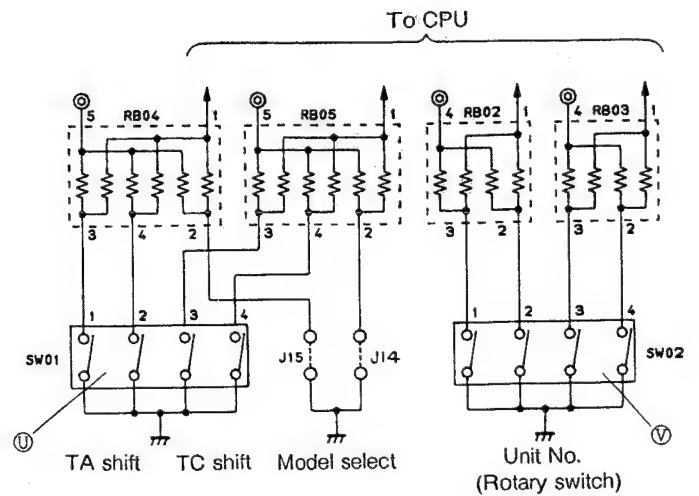 To CPU
5 RB04 1 5 RB05 1 4 RB02 1 4 RB03 1
3 4 2 3 4 2 3 2 3 2
1 2 3 4 1 2 3 4
SW01 J15 J14 SW02
U V
TA shift TC shift Model select Unit No.
(Rotary switch)